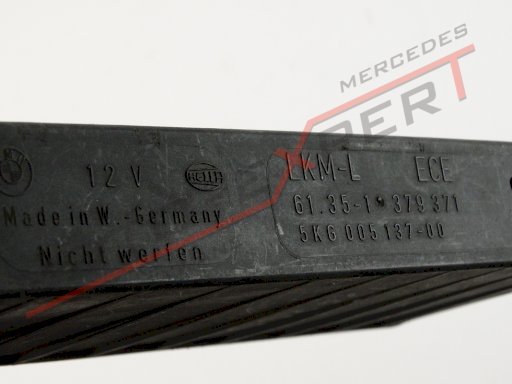 MERCEDES
XPERT
12 V
HELLA
LKM-L ECE
Made in W.-Germany
61.35-1 379 371
Nicht werfen
5K6 005 137-00